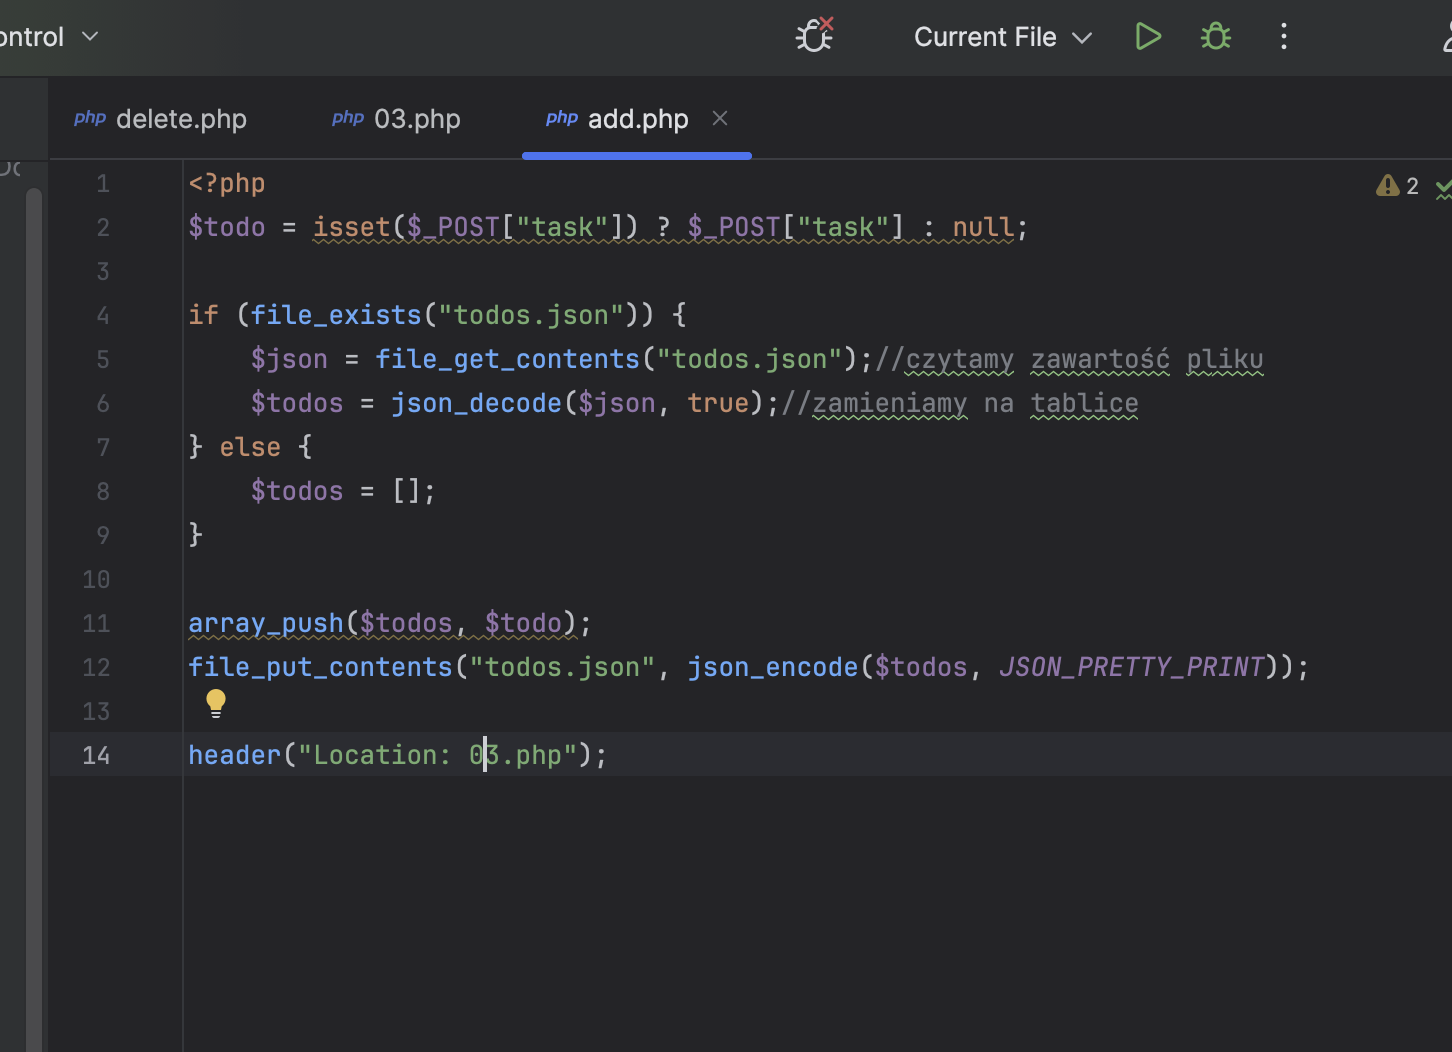 ontrol
Current File
php delete.php
php 03.php
php add.php
1 <?php
2 $todo = isset($_POST["task"]) ? $_POST["task"] : null;
3
4 if (file_exists("todos.json")) {
5     $json = file_get_contents("todos.json");//czytamy zawartość pliku
6     $todos = json_decode($json, true);//zamieniamy na tablice
7 } else {
8     $todos = [];
9 }
10
11 array_push($todos, $todo);
12 file_put_contents("todos.json", json_encode($todos, JSON_PRETTY_PRINT));
13
14 header("Location: 03.php");
2